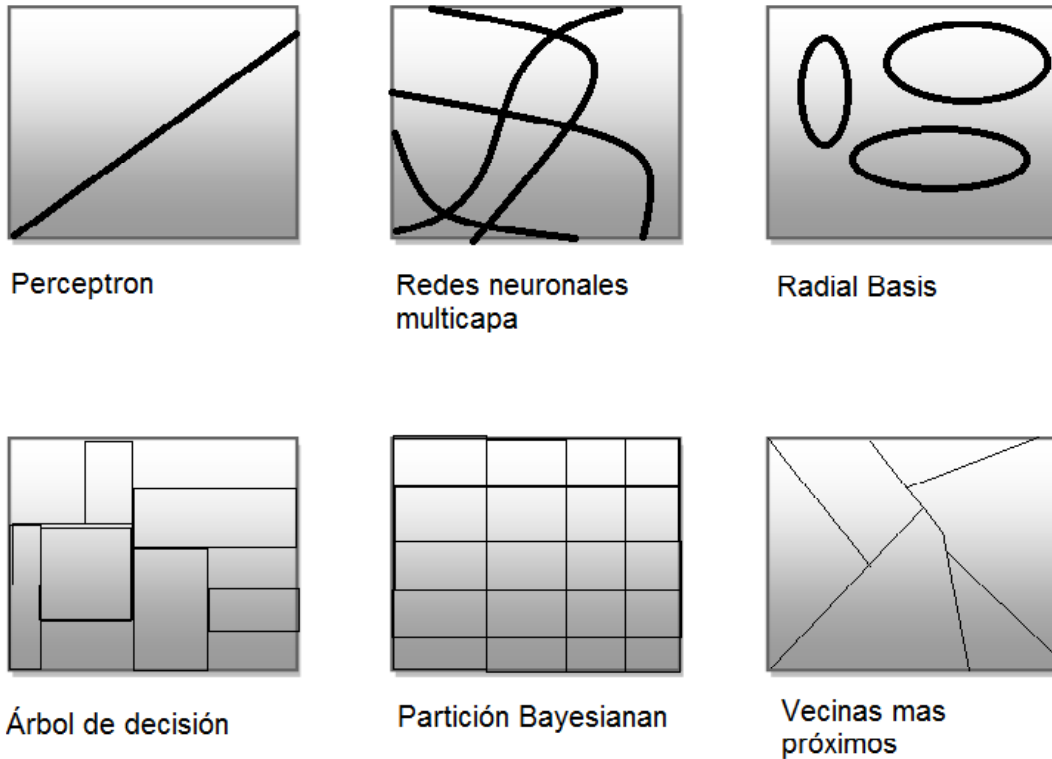 Perceptron
Redes neuronales
multicapa
Radial Basis
Árbol de decisión
Partición Bayesianan
Vecinas mas
próximos